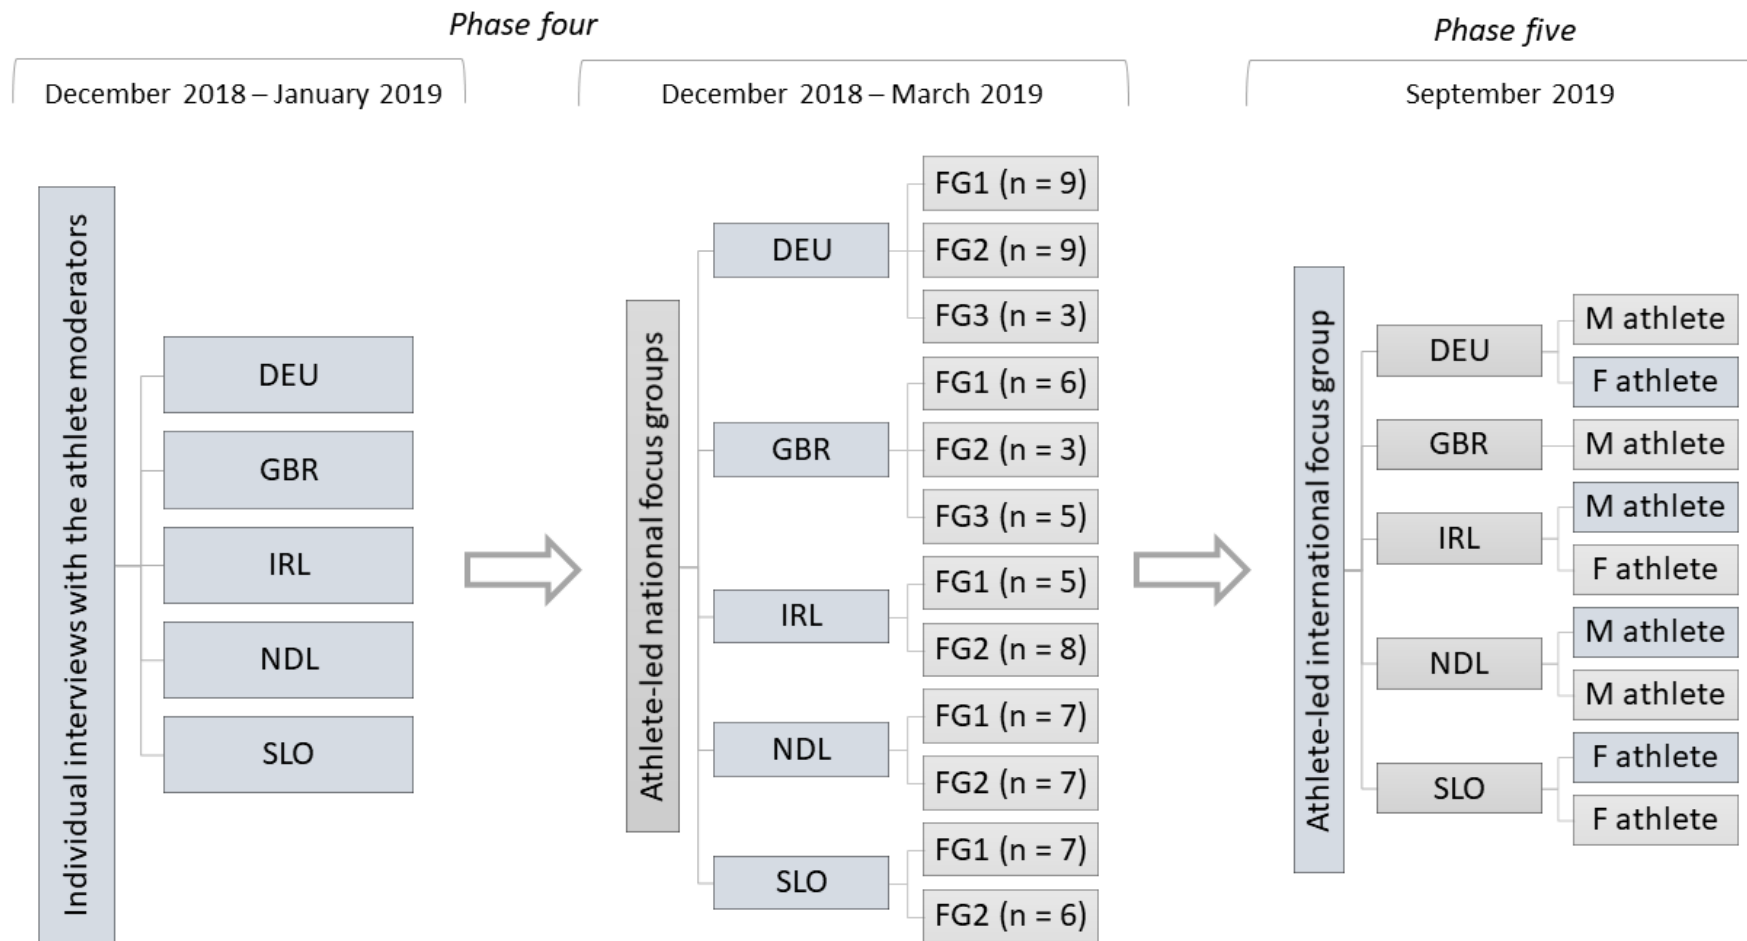 Phase four
Phase five
December 2018 – January 2019
December 2018 – March 2019
September 2019
Individual interviews with the athlete moderators
DEU
GBR
IRL
NDL
SLO
Athlete-led national focus groups
DEU
FG1 (n = 9)
FG2 (n = 9)
FG3 (n = 3)
GBR
FG1 (n = 6)
FG2 (n = 3)
FG3 (n = 5)
IRL
FG1 (n = 5)
FG2 (n = 8)
NDL
FG1 (n = 7)
FG2 (n = 7)
SLO
FG1 (n = 7)
FG2 (n = 6)
Athlete-led international focus group
DEU
M athlete
F athlete
GBR
M athlete
IRL
M athlete
F athlete
NDL
M athlete
M athlete
SLO
F athlete
F athlete